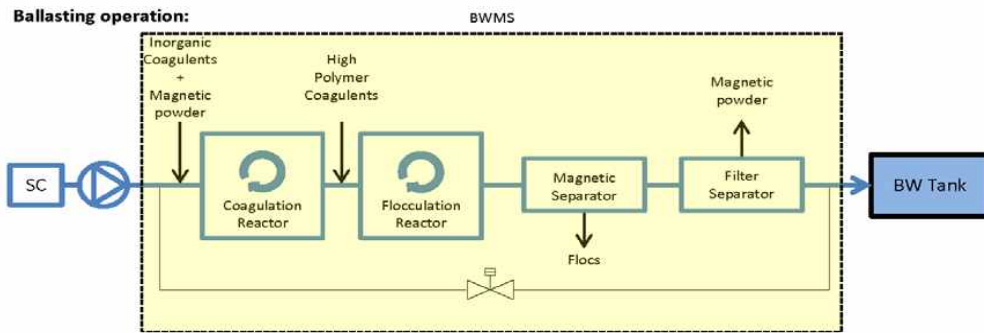 Ballasting operation:
BWMS
Inorganic
Coagulents
+
Magnetic
powder
High
Polymer
Coagulents
Magnetic
powder
SC
Coagulation
Reactor
Flocculation
Reactor
Magnetic
Separator
Filter
Separator
BW Tank
Flocs